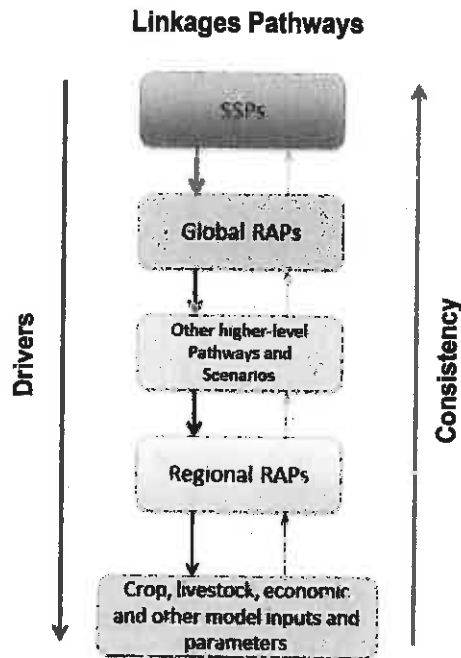 Linkages Pathways
SSPs
Global RAPs
Other higher-level
Pathways and
Scenarios
Regional RAPs
Crop, livestock, economic
and other model inputs and
parameters
Drivers
Consistency